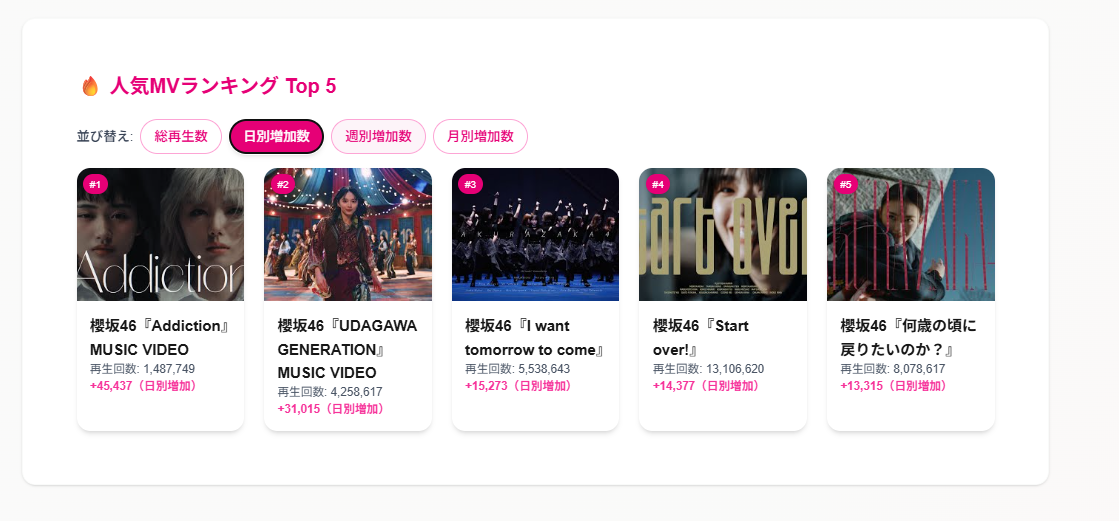 🔥 人気MVランキング Top 5
並び替え: 総再生数 日別増加数 週別増加数 月別増加数
#1
Addiction
櫻坂46『Addiction』
MUSIC VIDEO
再生回数: 1,487,749
+45,437（日別増加）
#2
櫻坂46『UDAGAWA
GENERATION』
MUSIC VIDEO
再生回数: 4,258,617
+31,015（日別増加）
#3
櫻坂46『I want
tomorrow to come』
再生回数: 5,538,643
+15,273（日別増加）
#4
tart over
櫻坂46『Start
over!』
再生回数: 13,106,620
+14,377（日別増加）
#5
櫻坂46『何歳の頃に
戻りたいのか？』
再生回数: 8,078,617
+13,315（日別増加）